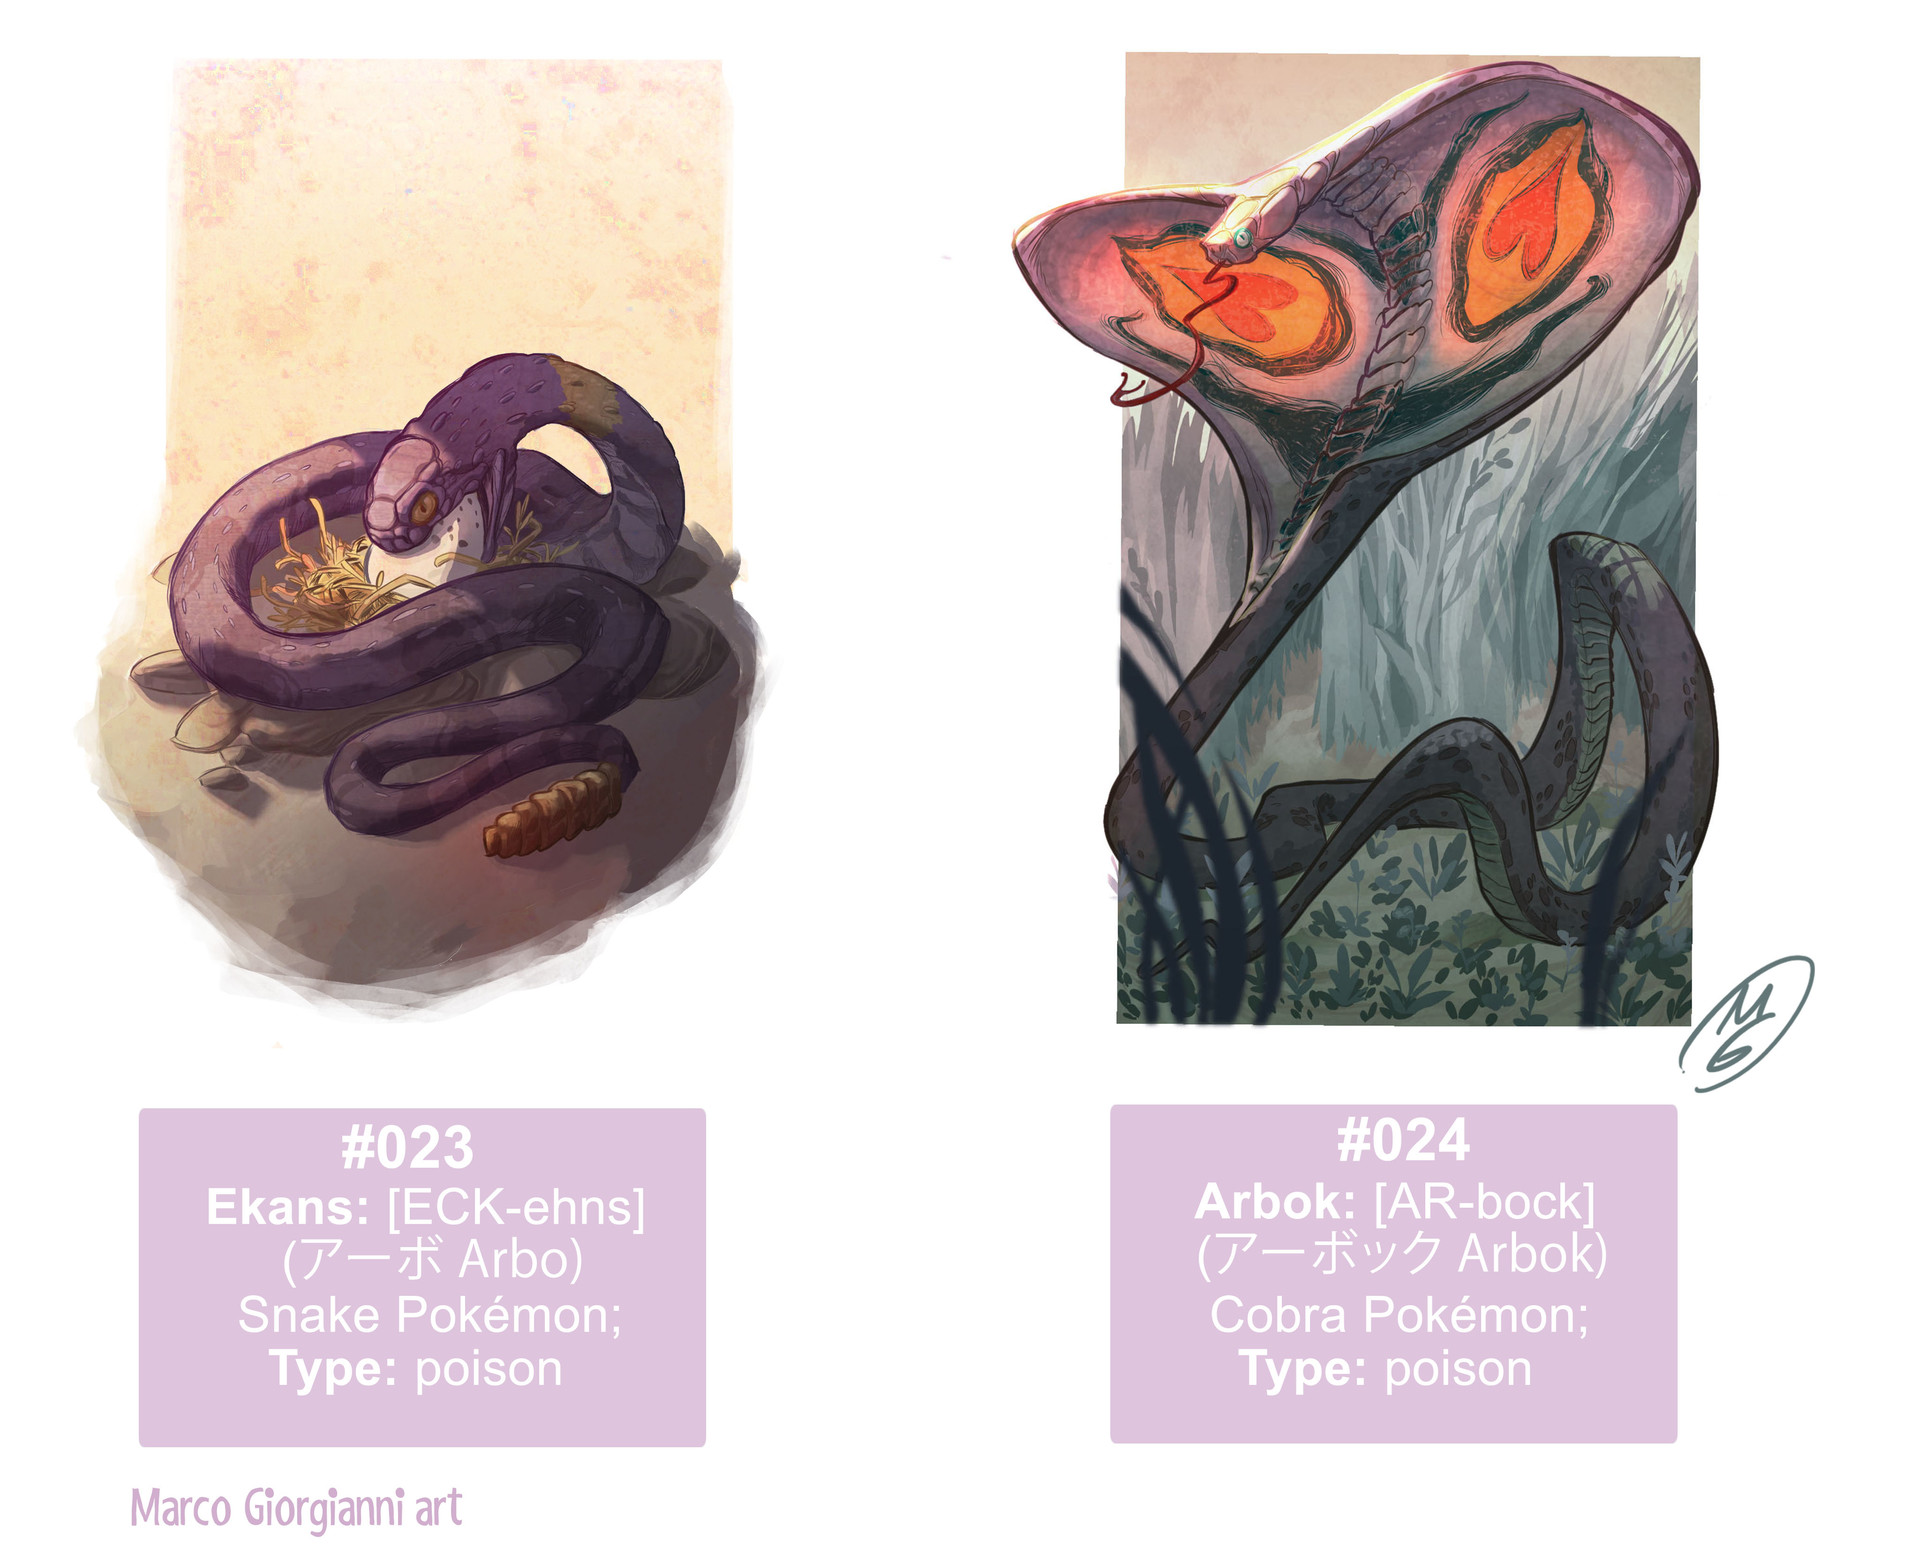 #023
Ekans: [ECK-ehns]
(アーボ Arbo)
Snake Pokémon;
Type: poison
#024
Arbok: [AR-bock]
(アーボック Arbok)
Cobra Pokémon;
Type: poison
MG
Marco Giorgianni art